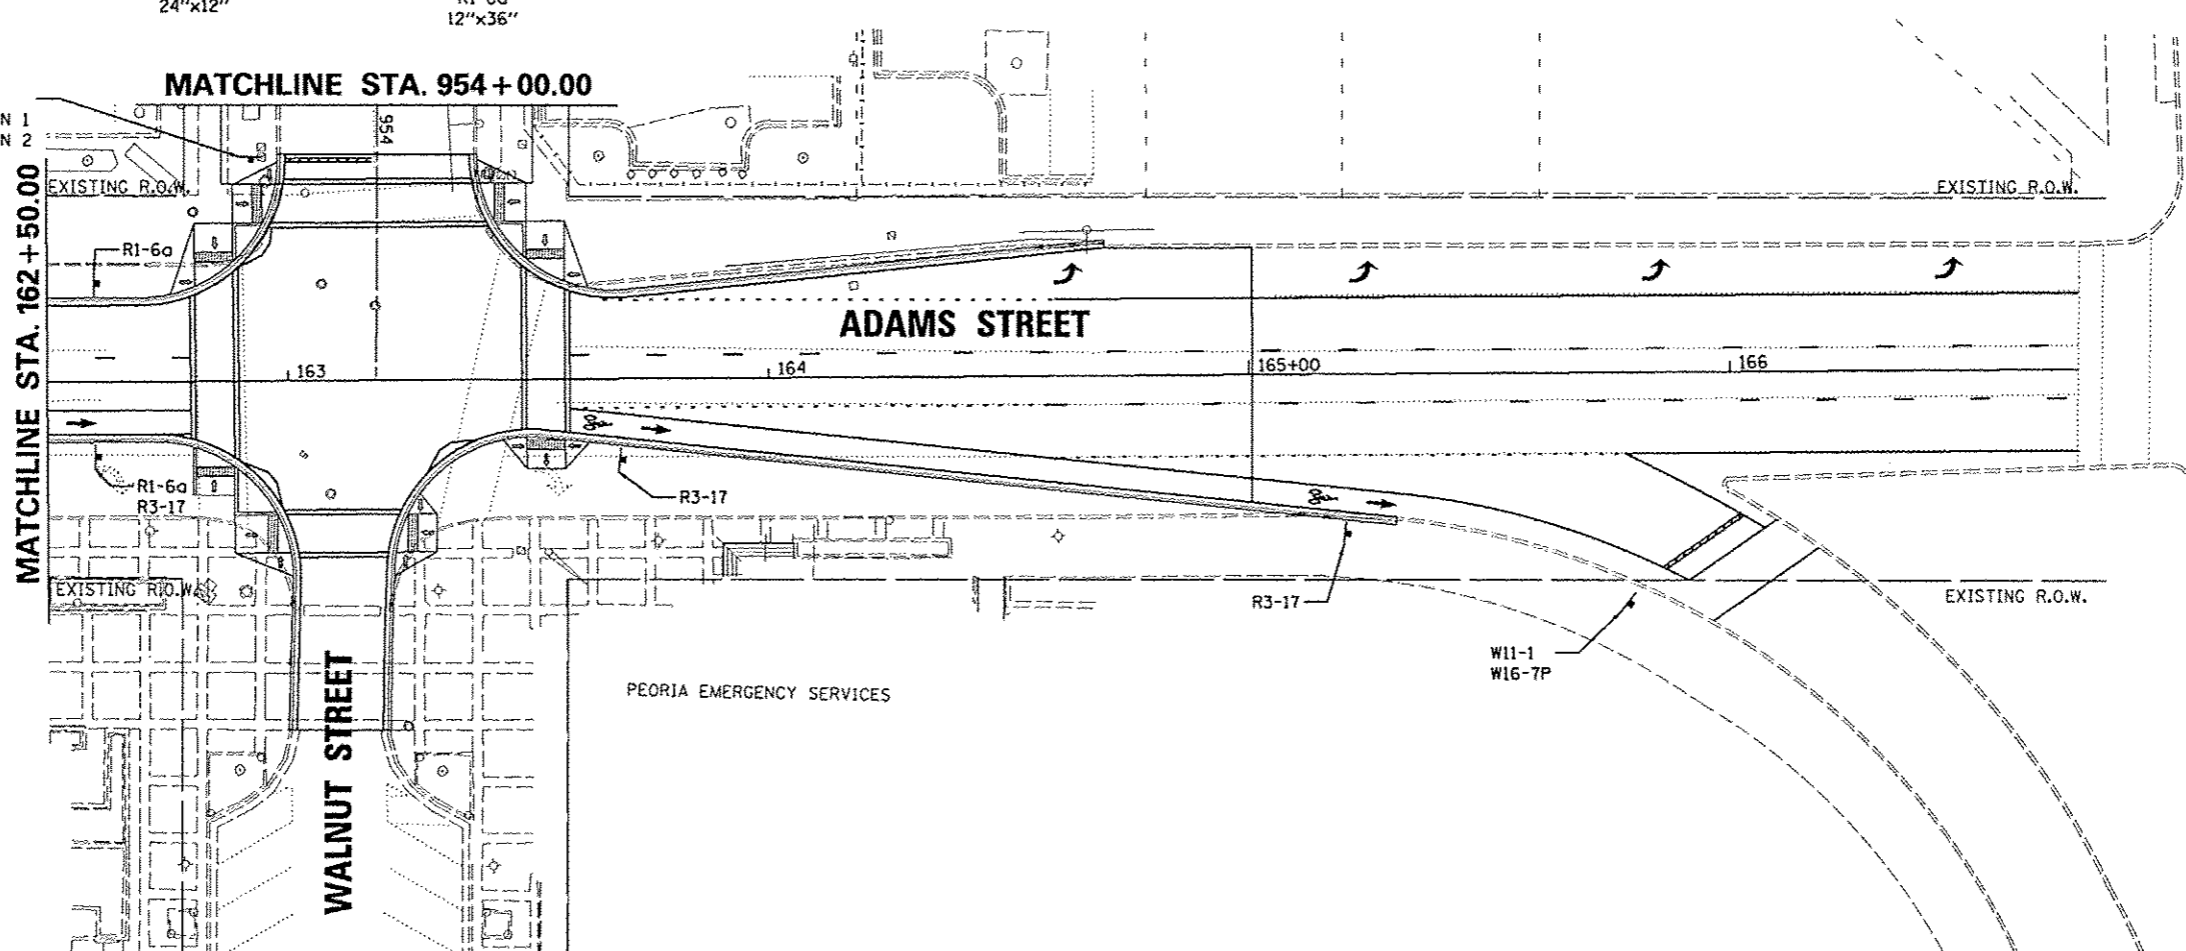 24"x12"
12"x36"
MATCHLINE STA. 954+00.00
N 1
N 2
954
MATCHLINE STA. 162+50.00
EXISTING R.O.W.
EXISTING R.O.W.
R1-6a
ADAMS STREET
163
164
165+00
166
R1-6a
R3-17
R3-17
EXISTING R.O.W.
R3-17
EXISTING R.O.W.
W11-1
W16-7P
PEORIA EMERGENCY SERVICES
WALNUT STREET